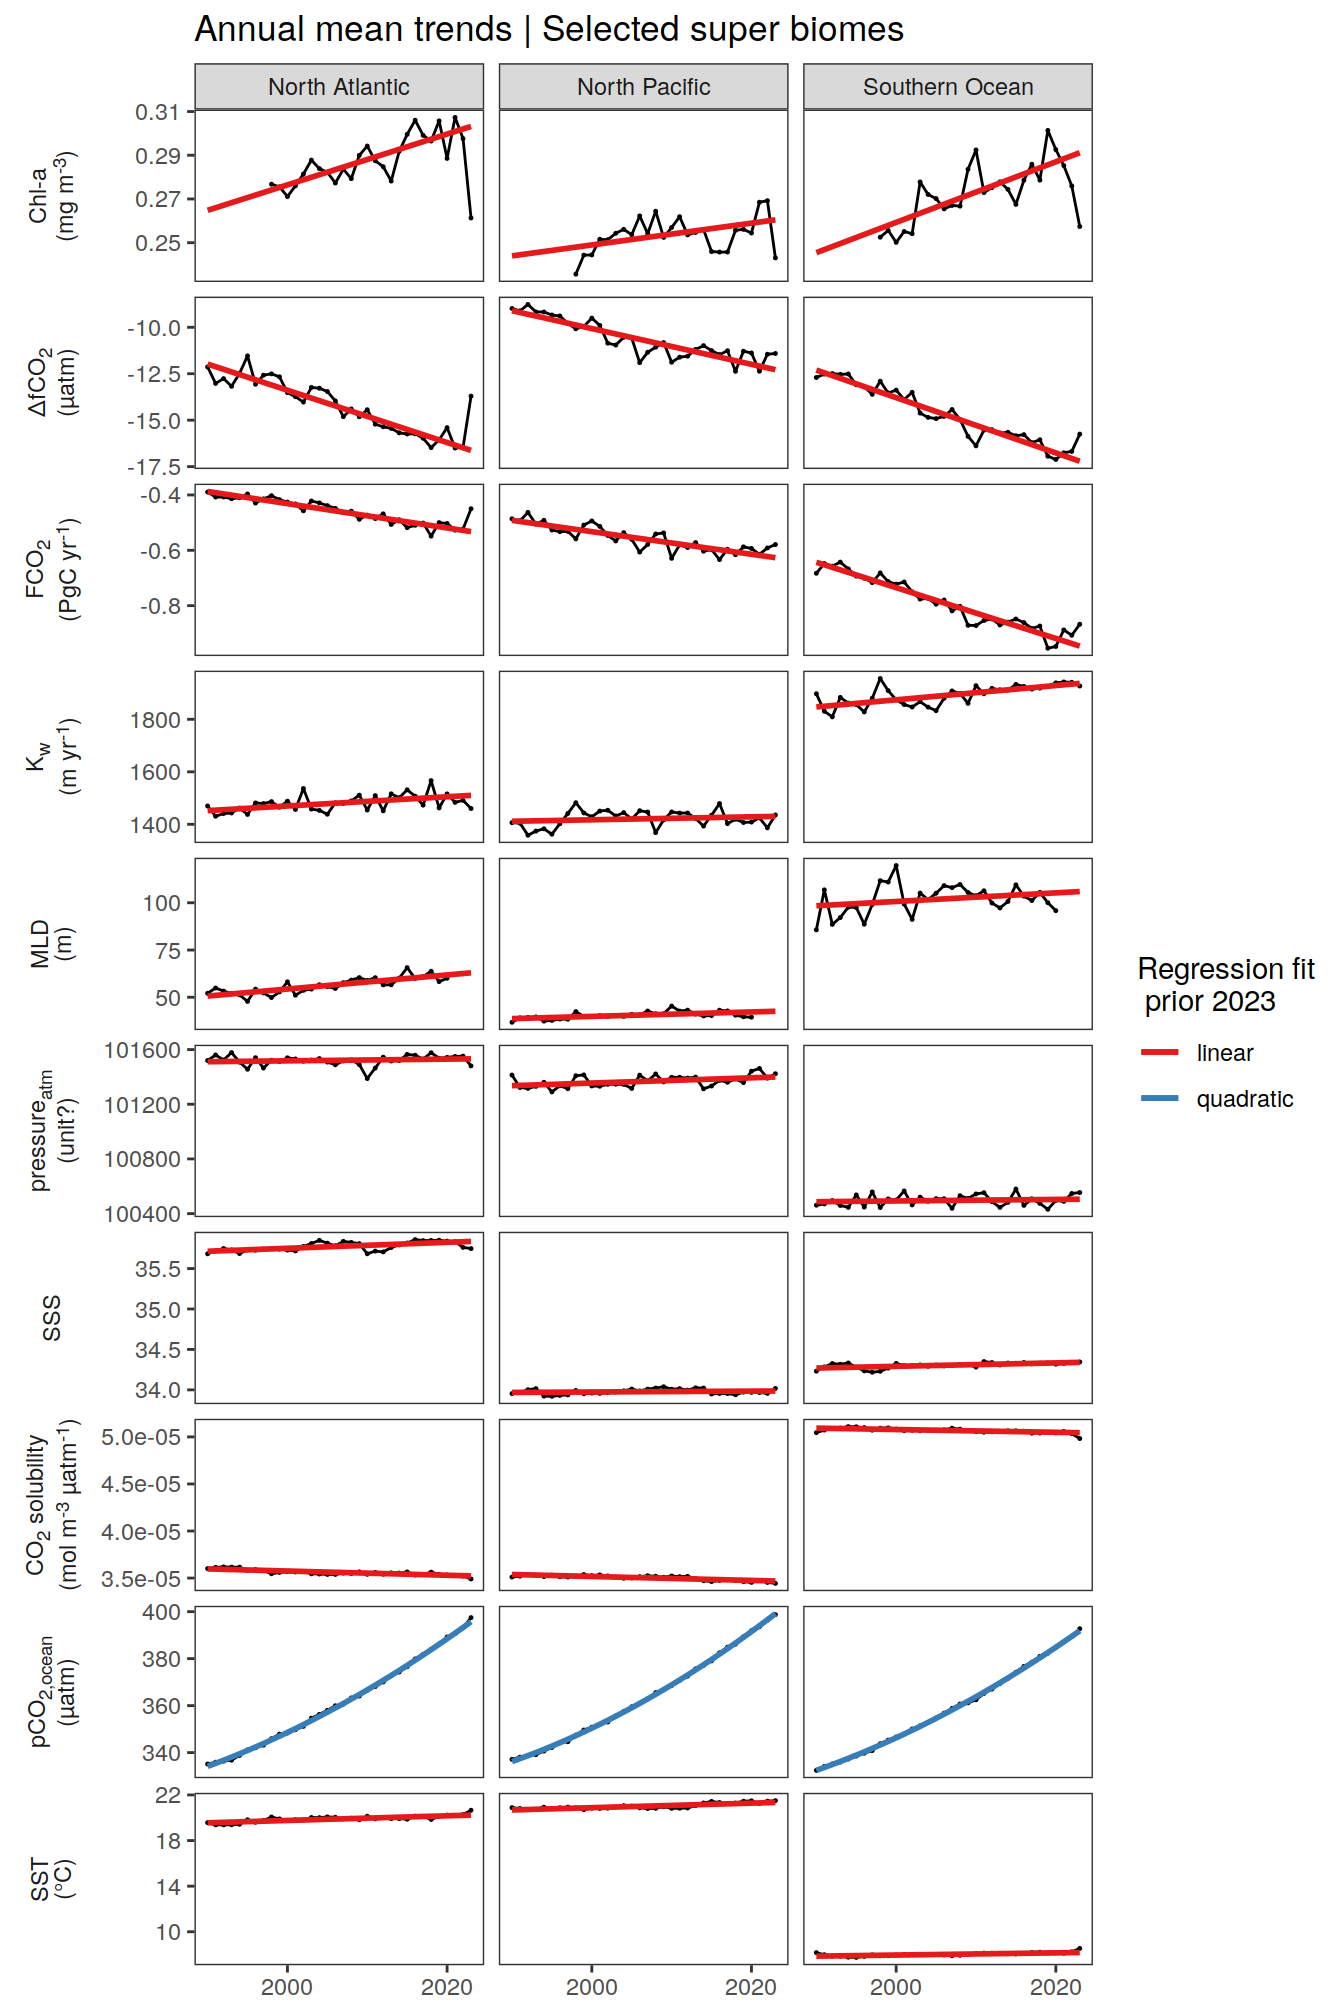 Annual mean trends | Selected super biomes
North Atlantic
North Pacific
Southern Ocean
Chl-a
(mg m⁻³)
0.31
0.29
0.27
0.25
ΔfCO₂
(µatm)
-10.0
-12.5
-15.0
-17.5
FCO₂
(PgC yr⁻¹)
-0.4
-0.6
-0.8
K_w
(m yr⁻¹)
1800
1600
1400
MLD
(m)
100
75
50
pressure_atm
(unit?)
101600
101200
100800
100400
SSS
35.5
35.0
34.5
34.0
CO₂ solubility
(mol m⁻³ µatm⁻¹)
5.0e-05
4.5e-05
4.0e-05
3.5e-05
pCO₂,ocean
(µatm)
400
380
360
340
SST
(°C)
22
18
14
10
2000
2020
2000
2020
2000
2020
Regression fit
prior 2023
linear
quadratic